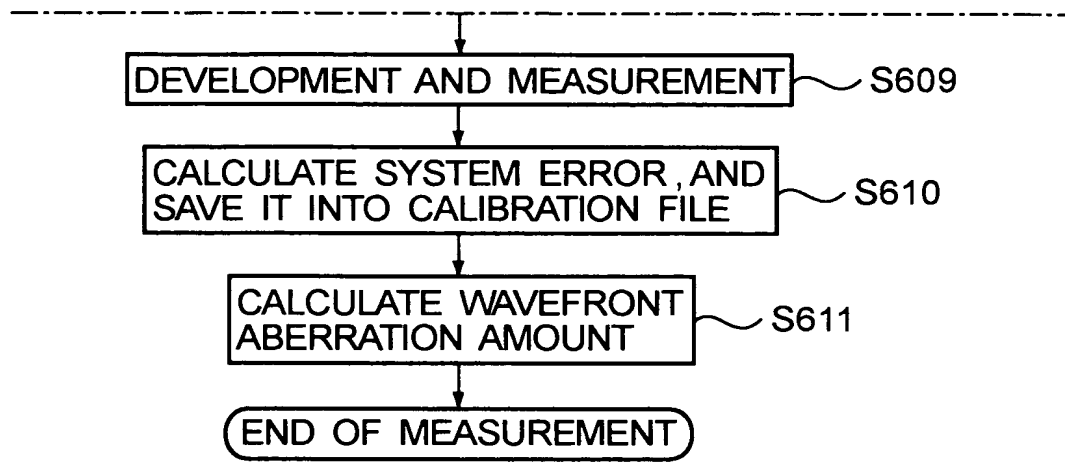 DEVELOPMENT AND MEASUREMENT S609
CALCULATE SYSTEM ERROR, AND
SAVE IT INTO CALIBRATION FILE
S610
CALCULATE WAVEFRONT
ABERRATION AMOUNT
S611
END OF MEASUREMENT